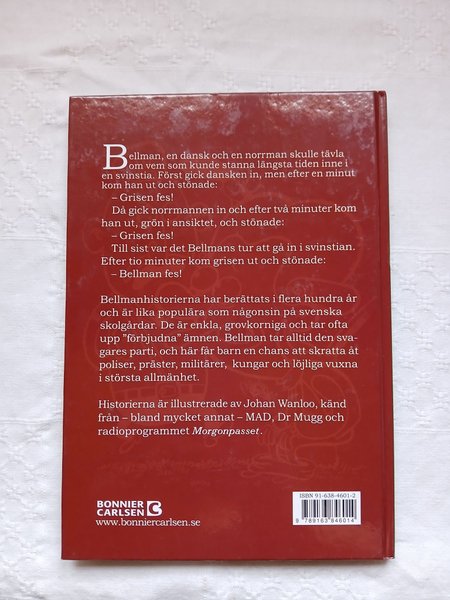 Bellman, en dansk och en norrman skulle tävla
om vem som kunde stanna längsta tiden inne i
en svinstia. Först gick dansken in, men efter en minut
kom han ut och stönade:
– Grisen fes!
Då gick norrmannen in och efter två minuter kom
han ut, grön i ansiktet, och stönade:
– Grisen fes!
Till sist var det Bellmans tur att gå in i svinstian.
Efter tio minuter kom grisen ut och stönade:
– Bellman fes!
Bellmanhistorierna har berättats i flera hundra år
och är lika populära som någonsin på svenska
skolgårdar. De är enkla, grovkorniga och tar ofta
upp "förbjudna" ämnen. Bellman tar alltid den sva-
gares parti, och här får barn en chans att skratta åt
poliser, präster, militärer, kungar och löjliga vuxna
i största allmänhet.
Historierna är illustrerade av Johan Wanloo, känd
från – bland mycket annat – MAD, Dr Mugg och
radioprogrammet Morgonpasset.
BONNIER
CARLSEN
www.bonniercarlsen.se
ISBN 91-638-4601-2
9 789163 846014